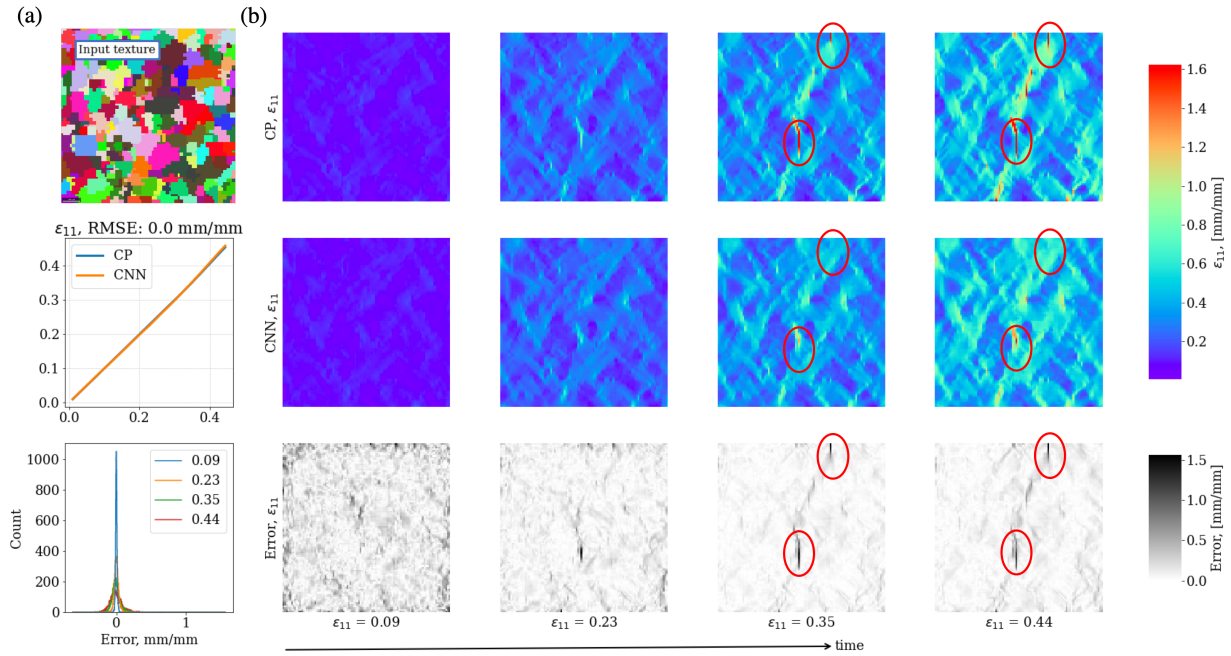 (a)
Input texture
ε₁₁, RMSE: 0.0 mm/mm
0.4
0.3
0.2
0.1
0.0
CP
CNN
0.0
0.2
0.4
1000
800
600
400
200
0
Count
0.09
0.23
0.35
0.44
0
1
Error, mm/mm
(b)
CP, ε₁₁
CNN, ε₁₁
Error, ε₁₁
ε₁₁ = 0.09
ε₁₁ = 0.23
ε₁₁ = 0.35
ε₁₁ = 0.44
time
1.6
1.4
1.2
1.0
0.8
0.6
0.4
0.2
ε₁₁, [mm/mm]
1.5
1.0
0.5
0.0
Error, [mm/mm]